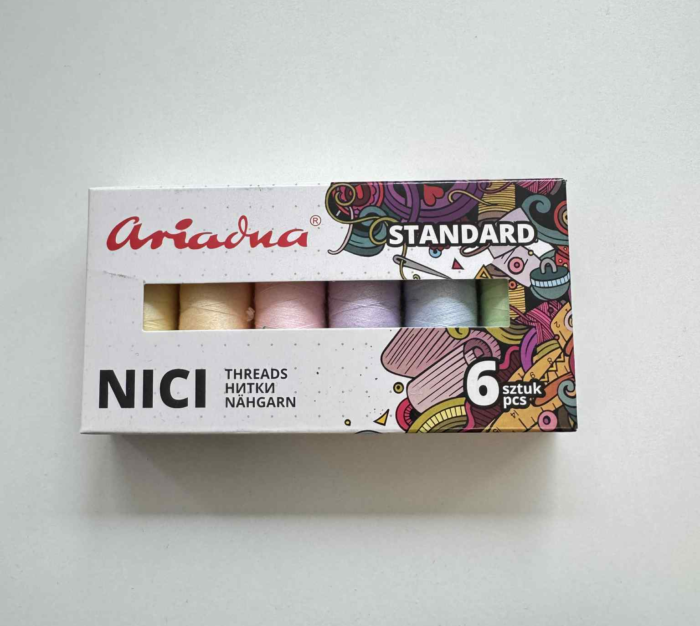 Ariadna®
STANDARD
NICI
THREADS
НИТКИ
NÄHGARN
6 sztuk
pcs